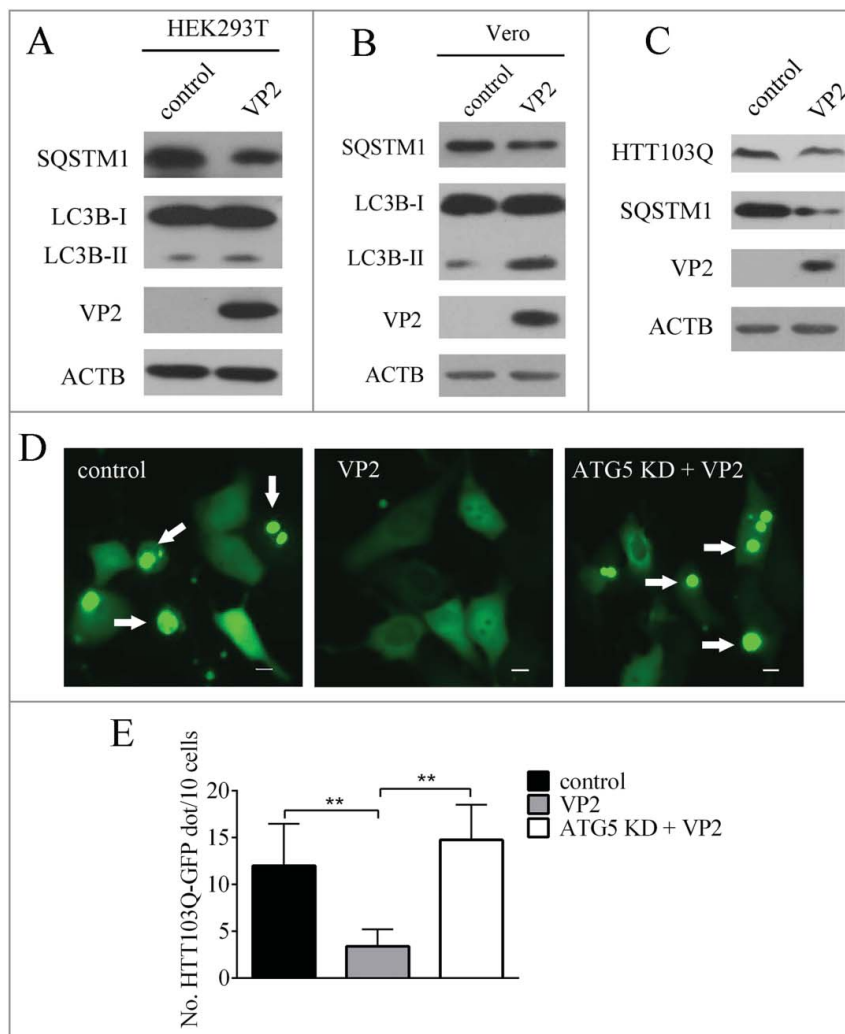 A
HEK293T
control
VP2
SQSTM1
LC3B-I
LC3B-II
VP2
ACTB
B
Vero
control
VP2
SQSTM1
LC3B-I
LC3B-II
VP2
ACTB
C
control
VP2
HTT103Q
SQSTM1
VP2
ACTB
D
control
VP2
ATG5 KD + VP2
E
No. HTT103Q-GFP dot/10 cells
20
15
10
5
0
**
**
control
VP2
ATG5 KD + VP2